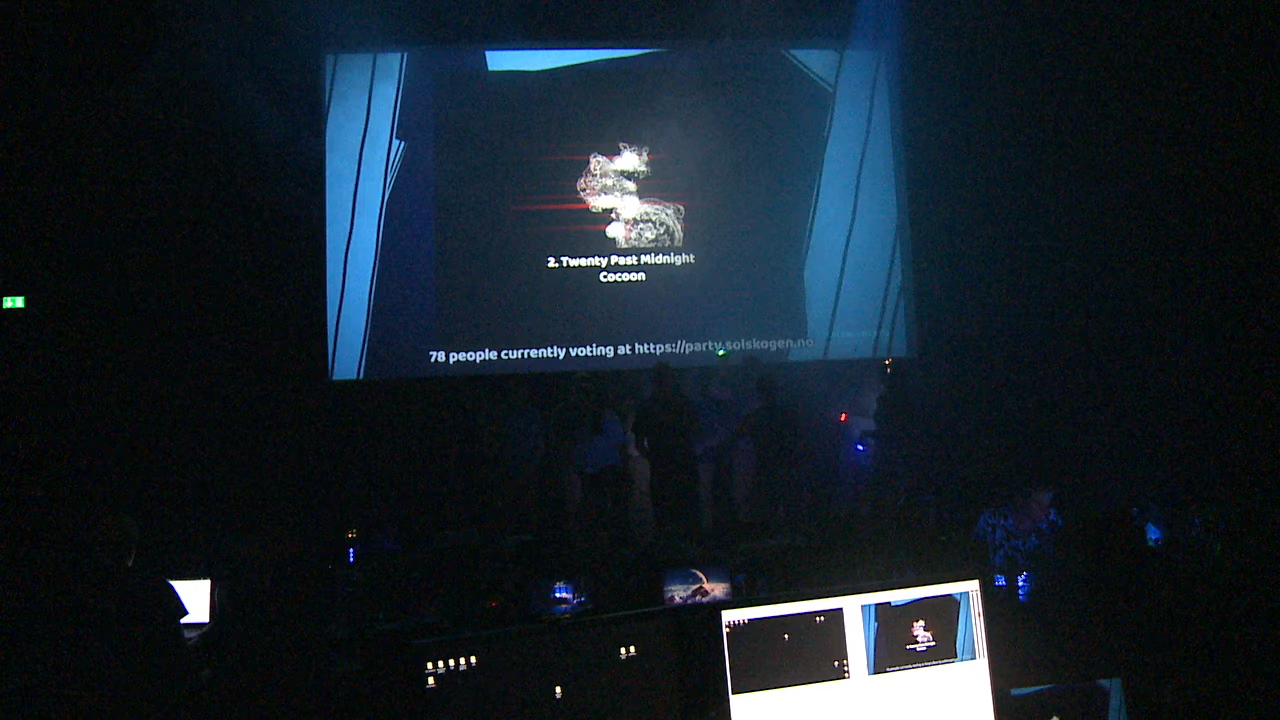 2. Twenty Past Midnight
Cocoon
78 people currently voting at https://party.solskogen.no